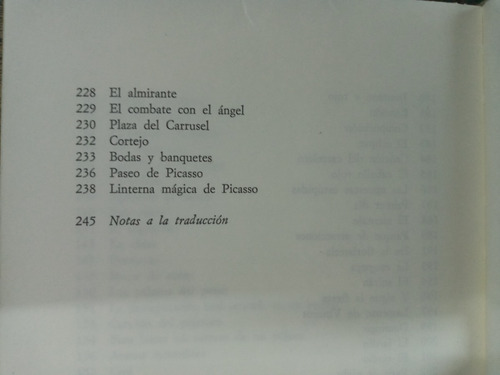 228 El almirante
229 El combate con el ángel
230 Plaza del Carrusel
232 Cortejo
233 Bodas y banquetes
236 Paseo de Picasso
238 Linterna mágica de Picasso
245 Notas a la traducción